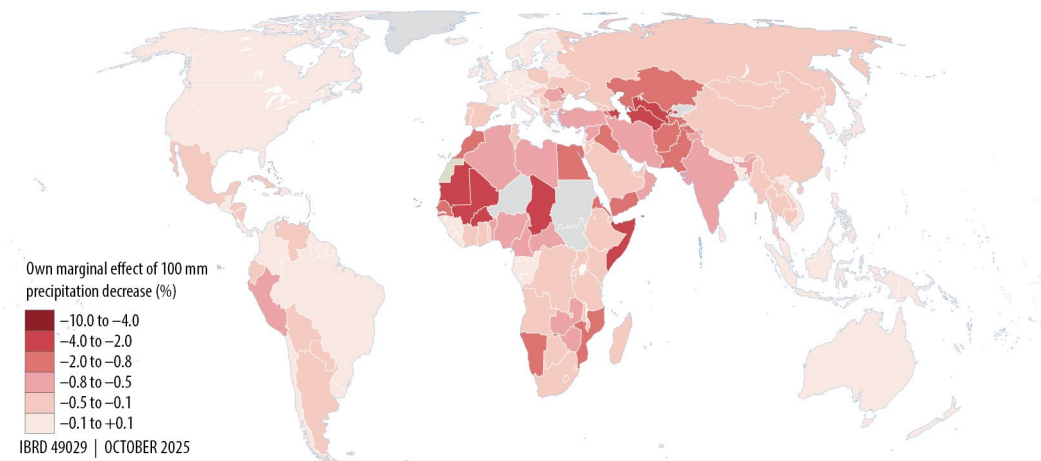 Own marginal effect of 100 mm
precipitation decrease (%)
−10.0 to −4.0
−4.0 to −2.0
−2.0 to −0.8
−0.8 to −0.5
−0.5 to −0.1
−0.1 to +0.1
IBRD 49029 | OCTOBER 2025